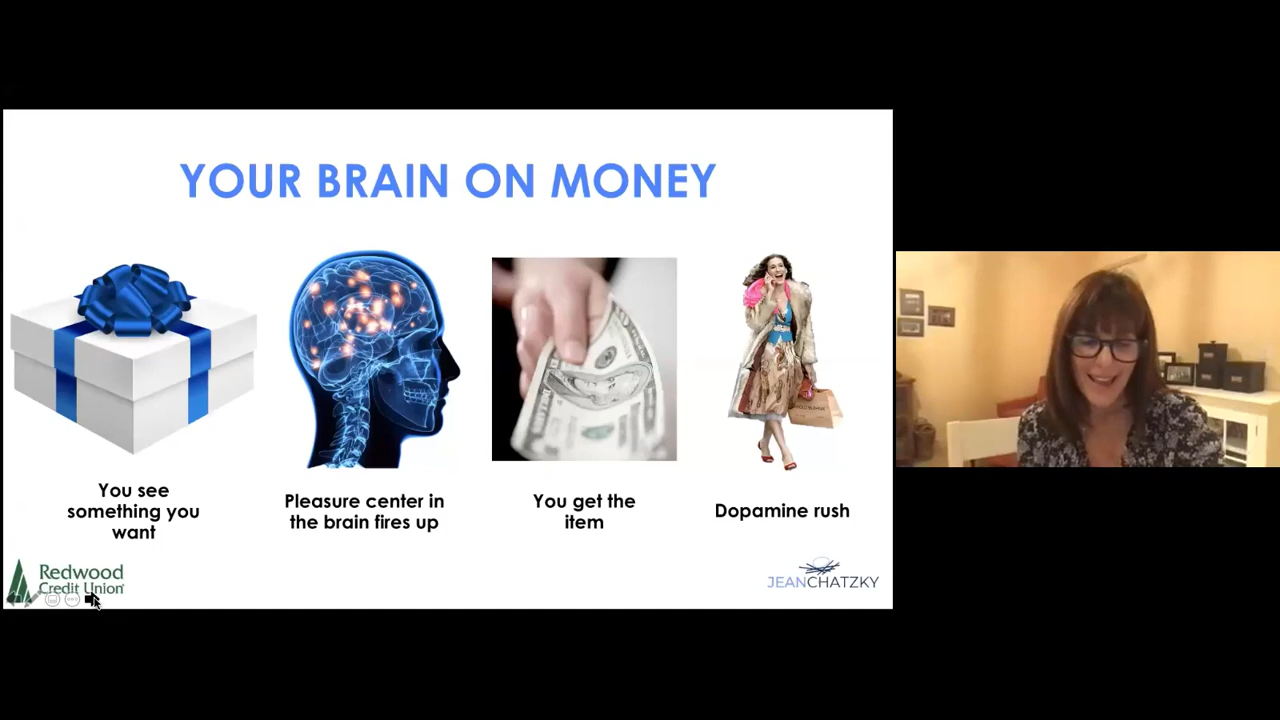 YOUR BRAIN ON MONEY
You see
something you
want
Pleasure center in
the brain fires up
You get the
item
Dopamine rush
Redwood
Credit Union
JEANCHATZKY